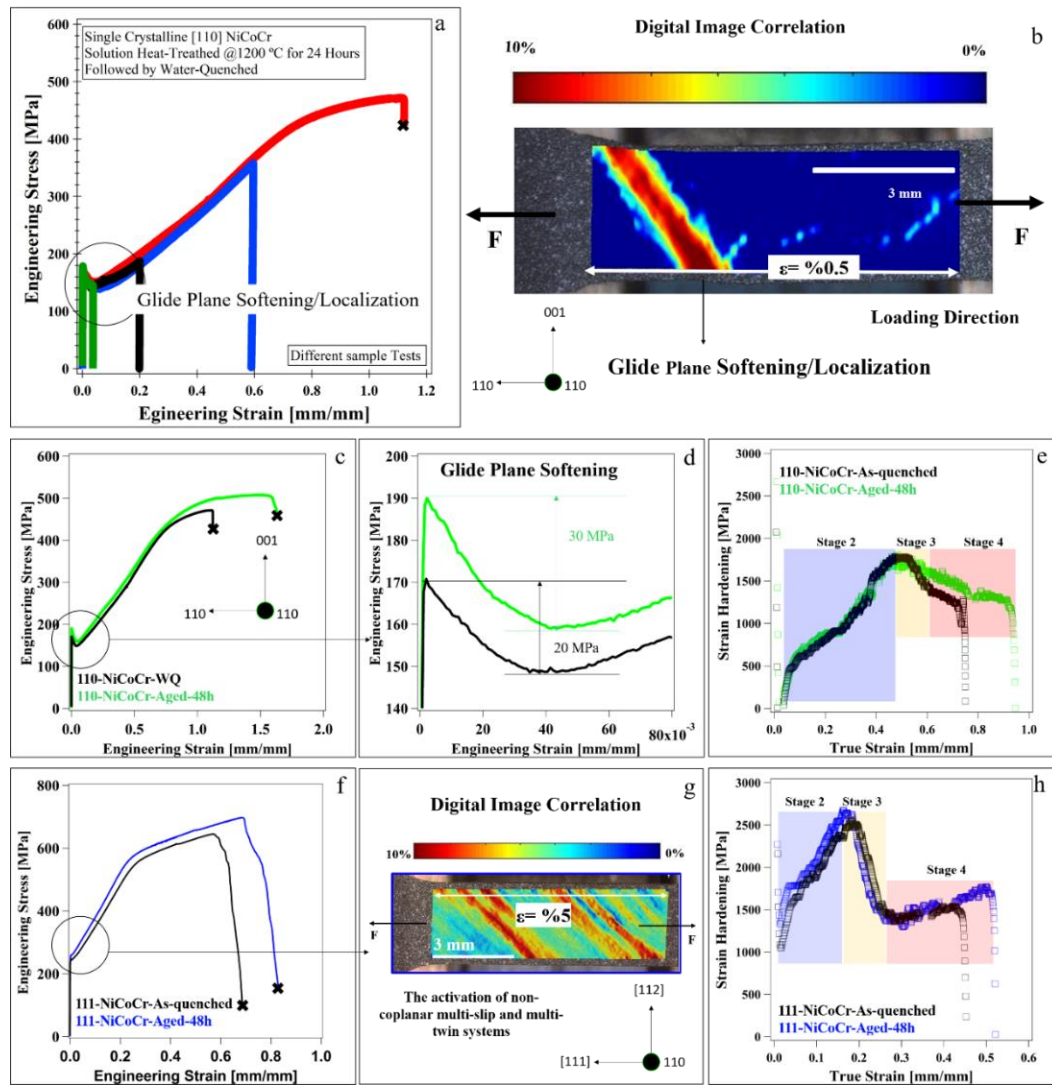 a
600
500
400
300
200
100
0
Engineering Stress [MPa]
Single Crystalline [110] NiCoCr
Solution Heat-Treathed @1200 ºC for 24 Hours
Followed by Water-Quenched
Glide Plane Softening/Localization
Different sample Tests
0.0 0.2 0.4 0.6 0.8 1.0 1.2
Egineering Strain [mm/mm]
b
Digital Image Correlation
10% 0%
3 mm
F F
ε= %0.5
Loading Direction
001
110 110
Glide Plane Softening/Localization
c
600
500
400
300
200
100
0
Engineering Stress [MPa]
001
110 110
110-NiCoCr-WQ
110-NiCoCr-Aged-48h
0.0 0.5 1.0 1.5 2.0
Engineering Strain [mm/mm]
d
Glide Plane Softening
190
180
170
160
150
140
Engineering Stress [MPa]
30 MPa
20 MPa
0 20 40 60 80x10-3
Engineering Strain [mm/mm]
e
3000
2500
2000
1500
1000
500
0
Strain Hardening [MPa]
110-NiCoCr-As-quenched
110-NiCoCr-Aged-48h
Stage 2 Stage 3 Stage 4
0.0 0.2 0.4 0.6 0.8 1.0
True Strain [mm/mm]
f
800
600
400
200
0
Engineering Stress [MPa]
111-NiCoCr-As-quenched
111-NiCoCr-Aged-48h
0.0 0.2 0.4 0.6 0.8 1.0
Engineering Strain [mm/mm]
g
Digital Image Correlation
10% 0%
ε= %5
F F
3 mm
The activation of non-
coplanar multi-slip and multi-
twin systems
[112]
[111] 110
h
3000
2500
2000
1500
1000
500
0
Strain Hardening [MPa]
Stage 2 Stage 3
Stage 4
111-NiCoCr-As-quenched
111-NiCoCr-Aged-48h
0.0 0.1 0.2 0.3 0.4 0.5 0.6
True Strain [mm/mm]